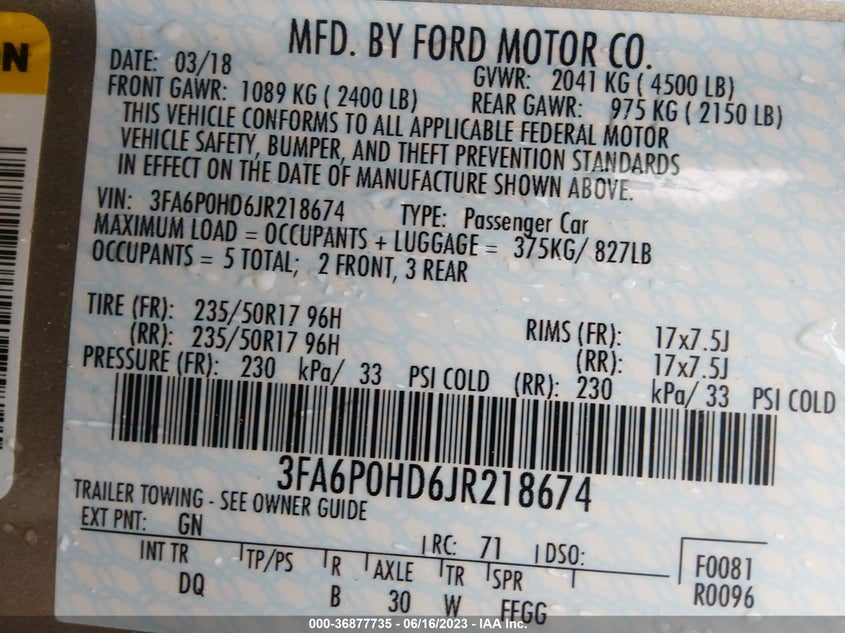 ON
MFD. BY FORD MOTOR CO.
DATE: 03/18 GVWR: 2041 KG ( 4500 LB)
FRONT GAWR: 1089 KG ( 2400 LB) REAR GAWR: 975 KG ( 2150 LB)
THIS VEHICLE CONFORMS TO ALL APPLICABLE FEDERAL MOTOR
VEHICLE SAFETY, BUMPER, AND THEFT PREVENTION STANDARDS
IN EFFECT ON THE DATE OF MANUFACTURE SHOWN ABOVE.
VIN: 3FA6P0HD6JR218674 TYPE: Passenger Car
MAXIMUM LOAD = OCCUPANTS + LUGGAGE = 375KG/ 827LB
OCCUPANTS = 5 TOTAL; 2 FRONT, 3 REAR
TIRE (FR): 235/50R17 96H RIMS (FR): 17x7.5J
(RR): 235/50R17 96H (RR): 17x7.5J
PRESSURE (FR): 230 kPa/ 33 PSI COLD (RR): 230 kPa/ 33 PSI COLD
3FA6P0HD6JR218674
TRAILER TOWING - SEE OWNER GUIDE
EXT PNT: GN RC: 71 DSO: F0081
INT TR TP/PS R AXLE TR SPR R0096
DQ B 30 W FFGG
000-36877735 - 06/16/2023 - IAA Inc.